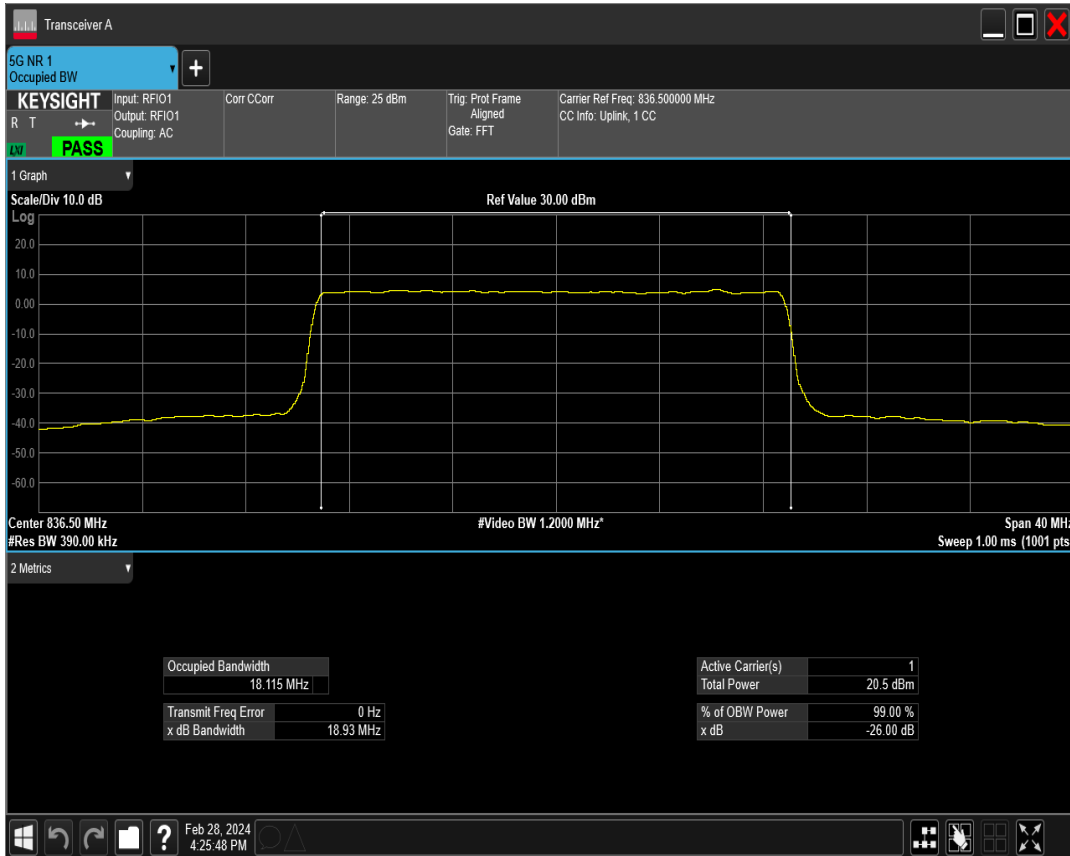 Transceiver A
5G NR 1
Occupied BW
KEYSIGHT
R T
LXI
PASS
Input: RFIO1
Output: RFIO1
Coupling: AC
Corr CCorr
Range: 25 dBm
Trig: Prot Frame
Aligned
Gate: FFT
Carrier Ref Freq: 836.500000 MHz
CC Info: Uplink, 1 CC
1 Graph
Scale/Div 10.0 dB
Ref Value 30.00 dBm
Log
20.0
10.0
0.00
-10.0
-20.0
-30.0
-40.0
-50.0
-60.0
Center 836.50 MHz
#Video BW 1.2000 MHz*
Span 40 MHz
#Res BW 390.00 kHz
Sweep 1.00 ms (1001 pts
2 Metrics
Occupied Bandwidth
18.115 MHz
Transmit Freq Error 0 Hz
x dB Bandwidth 18.93 MHz
Active Carrier(s) 1
Total Power 20.5 dBm
% of OBW Power 99.00 %
x dB -26.00 dB
?
Feb 28, 2024
4:25:48 PM